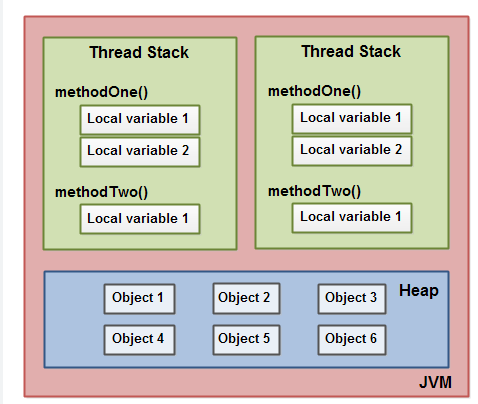 Thread Stack
methodOne()
Local variable 1
Local variable 2
methodTwo()
Local variable 1
Thread Stack
methodOne()
Local variable 1
Local variable 2
methodTwo()
Local variable 1
Heap
Object 1
Object 2
Object 3
Object 4
Object 5
Object 6
JVM